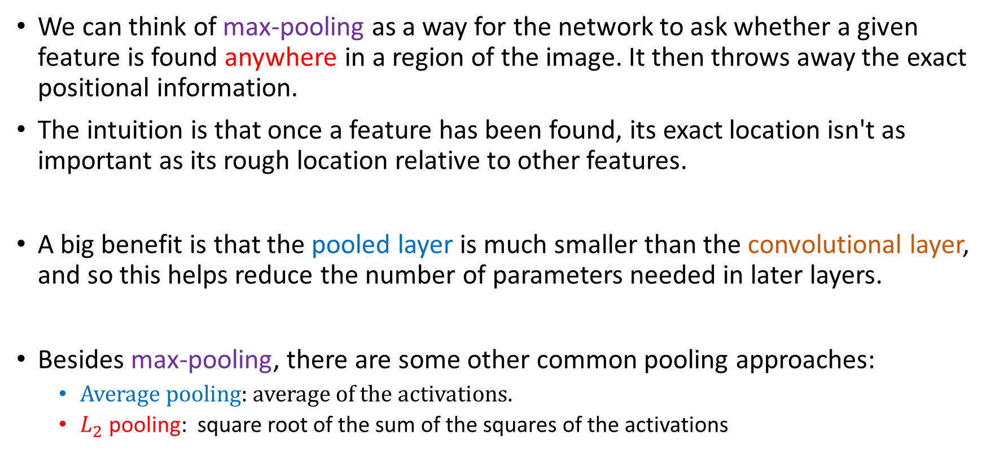 • We can think of max-pooling as a way for the network to ask whether a given
feature is found anywhere in a region of the image. It then throws away the exact
positional information.
• The intuition is that once a feature has been found, its exact location isn't as
important as its rough location relative to other features.
• A big benefit is that the pooled layer is much smaller than the convolutional layer,
and so this helps reduce the number of parameters needed in later layers.
• Besides max-pooling, there are some other common pooling approaches:
• Average pooling: average of the activations.
• L₂ pooling: square root of the sum of the squares of the activations